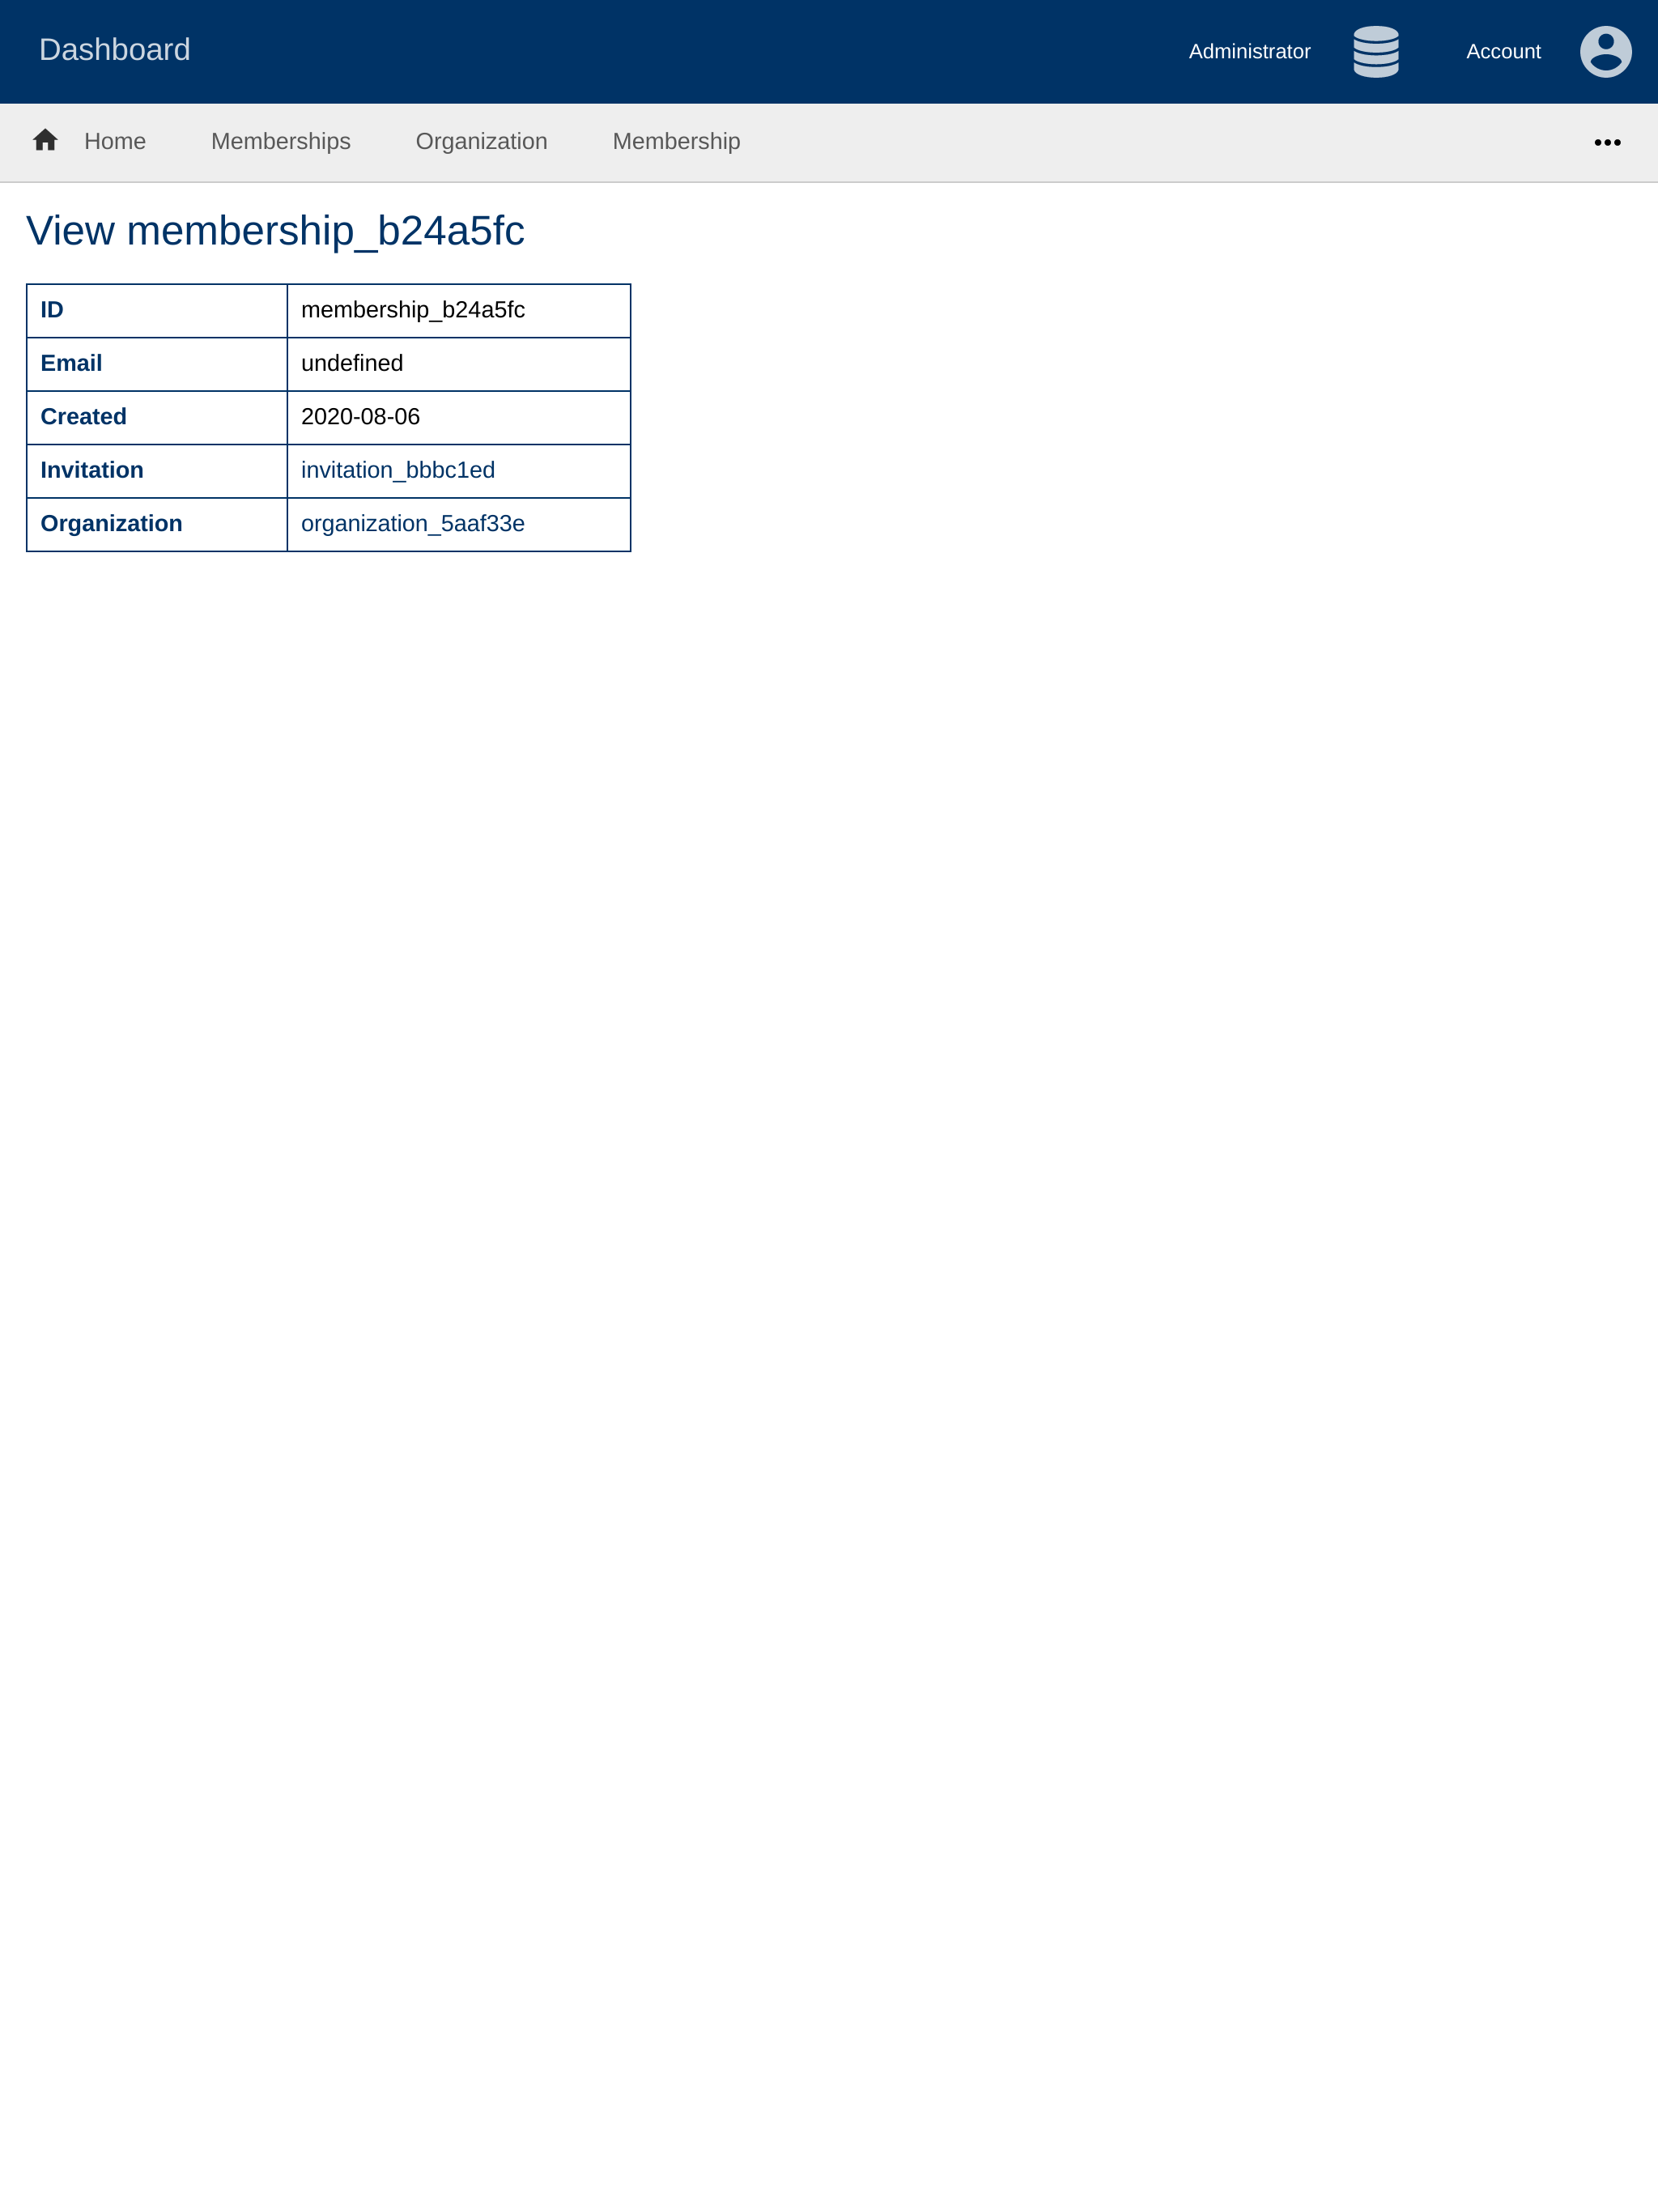 Dashboard Administrator Account
Home Memberships Organization Membership
View membership_b24a5fc
ID membership_b24a5fc
Email undefined
Created 2020-08-06
Invitation invitation_bbbc1ed
Organization organization_5aaf33e